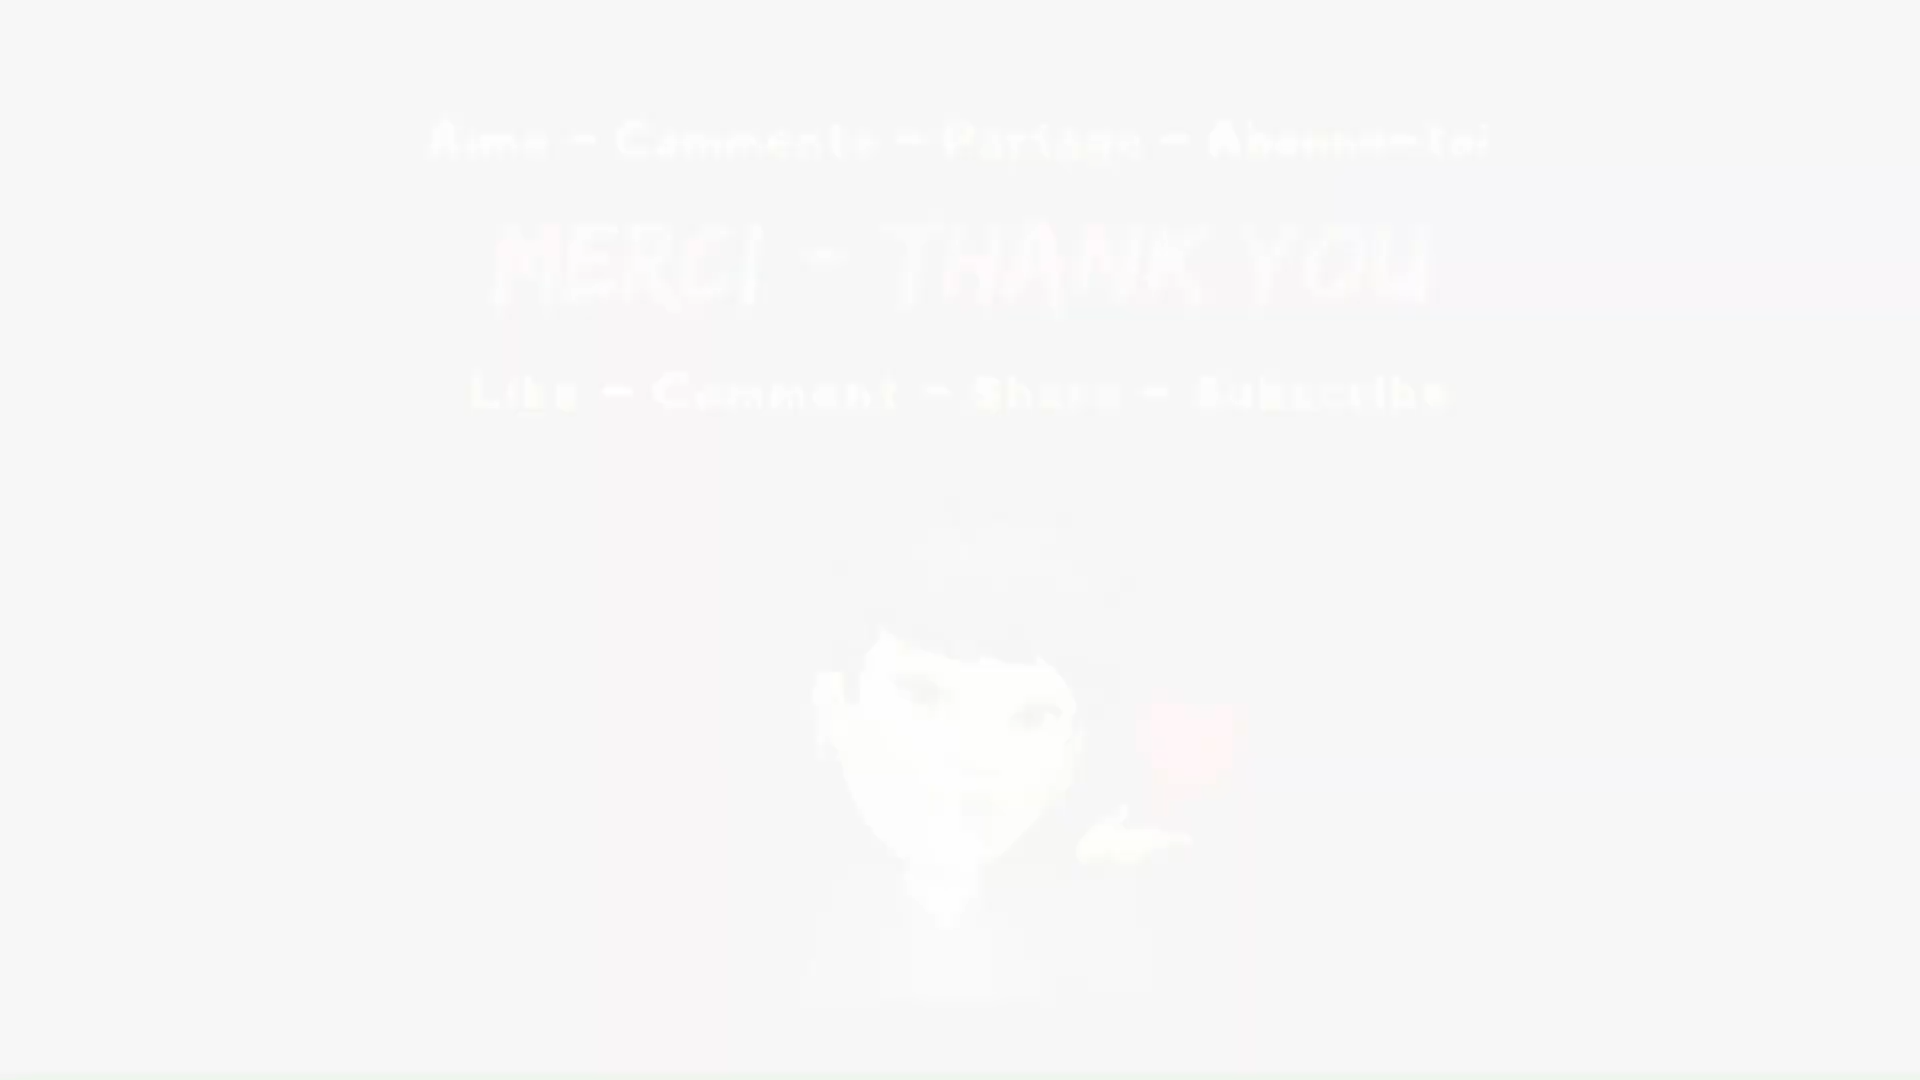 Aime - Commente - Partage - Abonne-toi
MERCI - THANK YOU
Like - Comment - Share - Subscribe